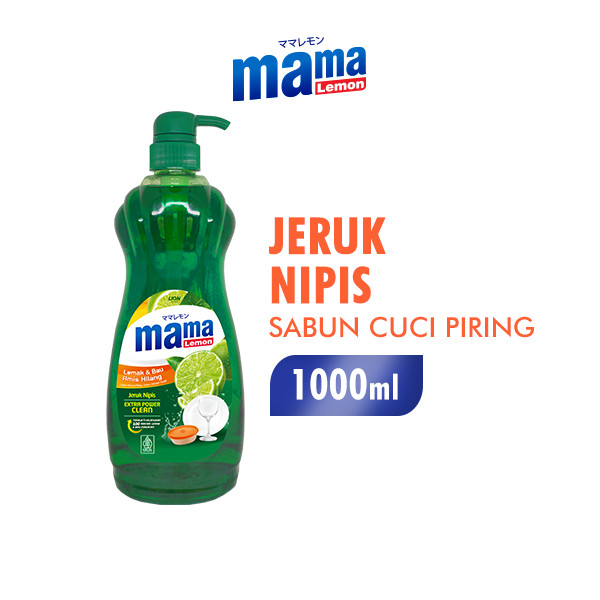 ママレモン
mama
Lemon
JERUK
NIPIS
SABUN CUCI PIRING
1000ml
LION
ママレモン
mama
Lemon
Lemak & Bau
Amis Hilang
Jeruk Nipis
EXTRA POWER
CLEAN